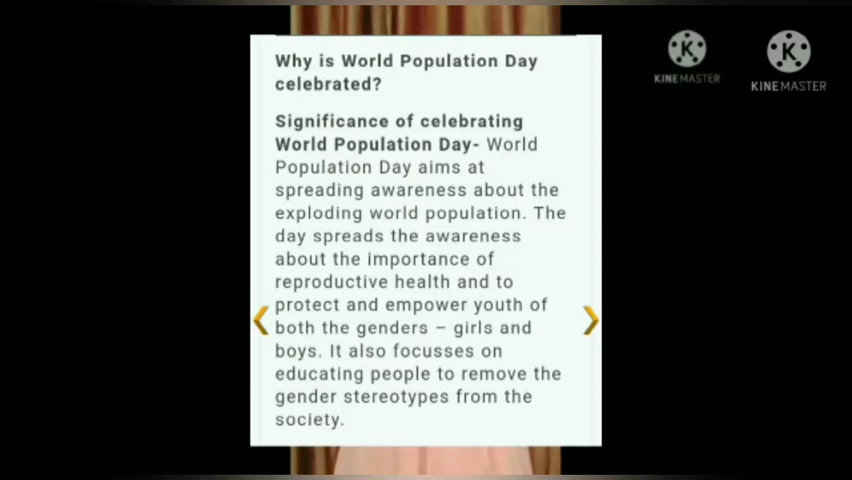 Why is World Population Day
celebrated?
Significance of celebrating
World Population Day- World
Population Day aims at
spreading awareness about the
exploding world population. The
day spreads the awareness
about the importance of
reproductive health and to
protect and empower youth of
both the genders – girls and
boys. It also focusses on
educating people to remove the
gender stereotypes from the
society.
K
KINEMASTER
K
KINEMASTER